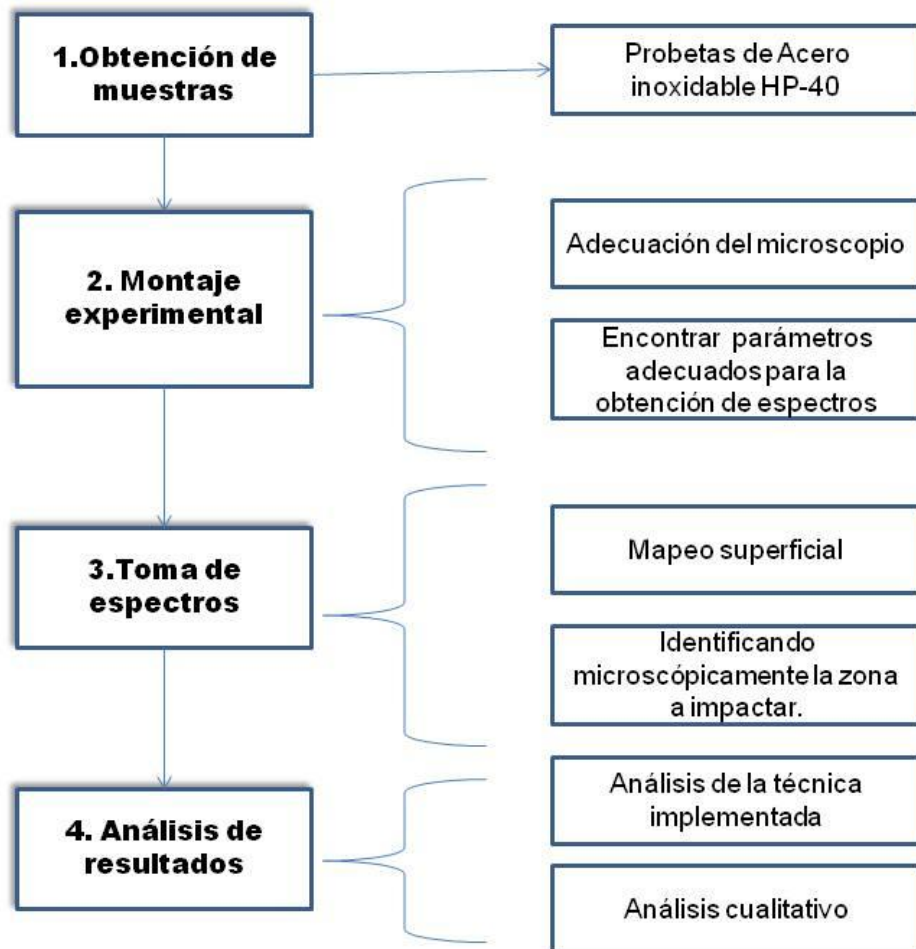 1.Obtención de
muestras
Probetas de Acero
inoxidable HP-40
2. Montaje
experimental
Adecuación del microscopio
Encontrar parámetros
adecuados para la
obtención de espectros
3.Toma de
espectros
Mapeo superficial
Identificando
microscópicamente la zona
a impactar.
4. Análisis de
resultados
Análisis de la técnica
implementada
Análisis cualitativo